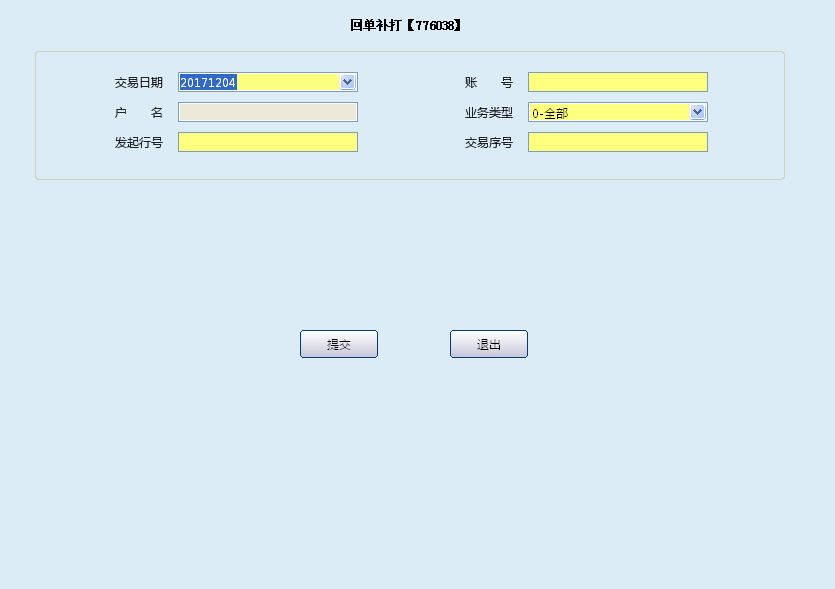 回单补打【776038】
交易日期 20171204 账 号
户 名 业务类型 0-全部
发起行号 交易序号
提交 退出